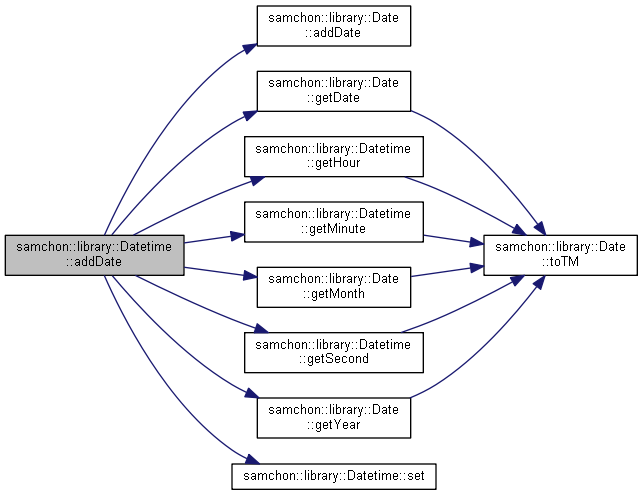 samchon::library::Datetime
::addDate
samchon::library::Date
::addDate
samchon::library::Date
::getDate
samchon::library::Datetime
::getHour
samchon::library::Datetime
::getMinute
samchon::library::Date
::getMonth
samchon::library::Datetime
::getSecond
samchon::library::Date
::getYear
samchon::library::Datetime::set
samchon::library::Date
::toTM